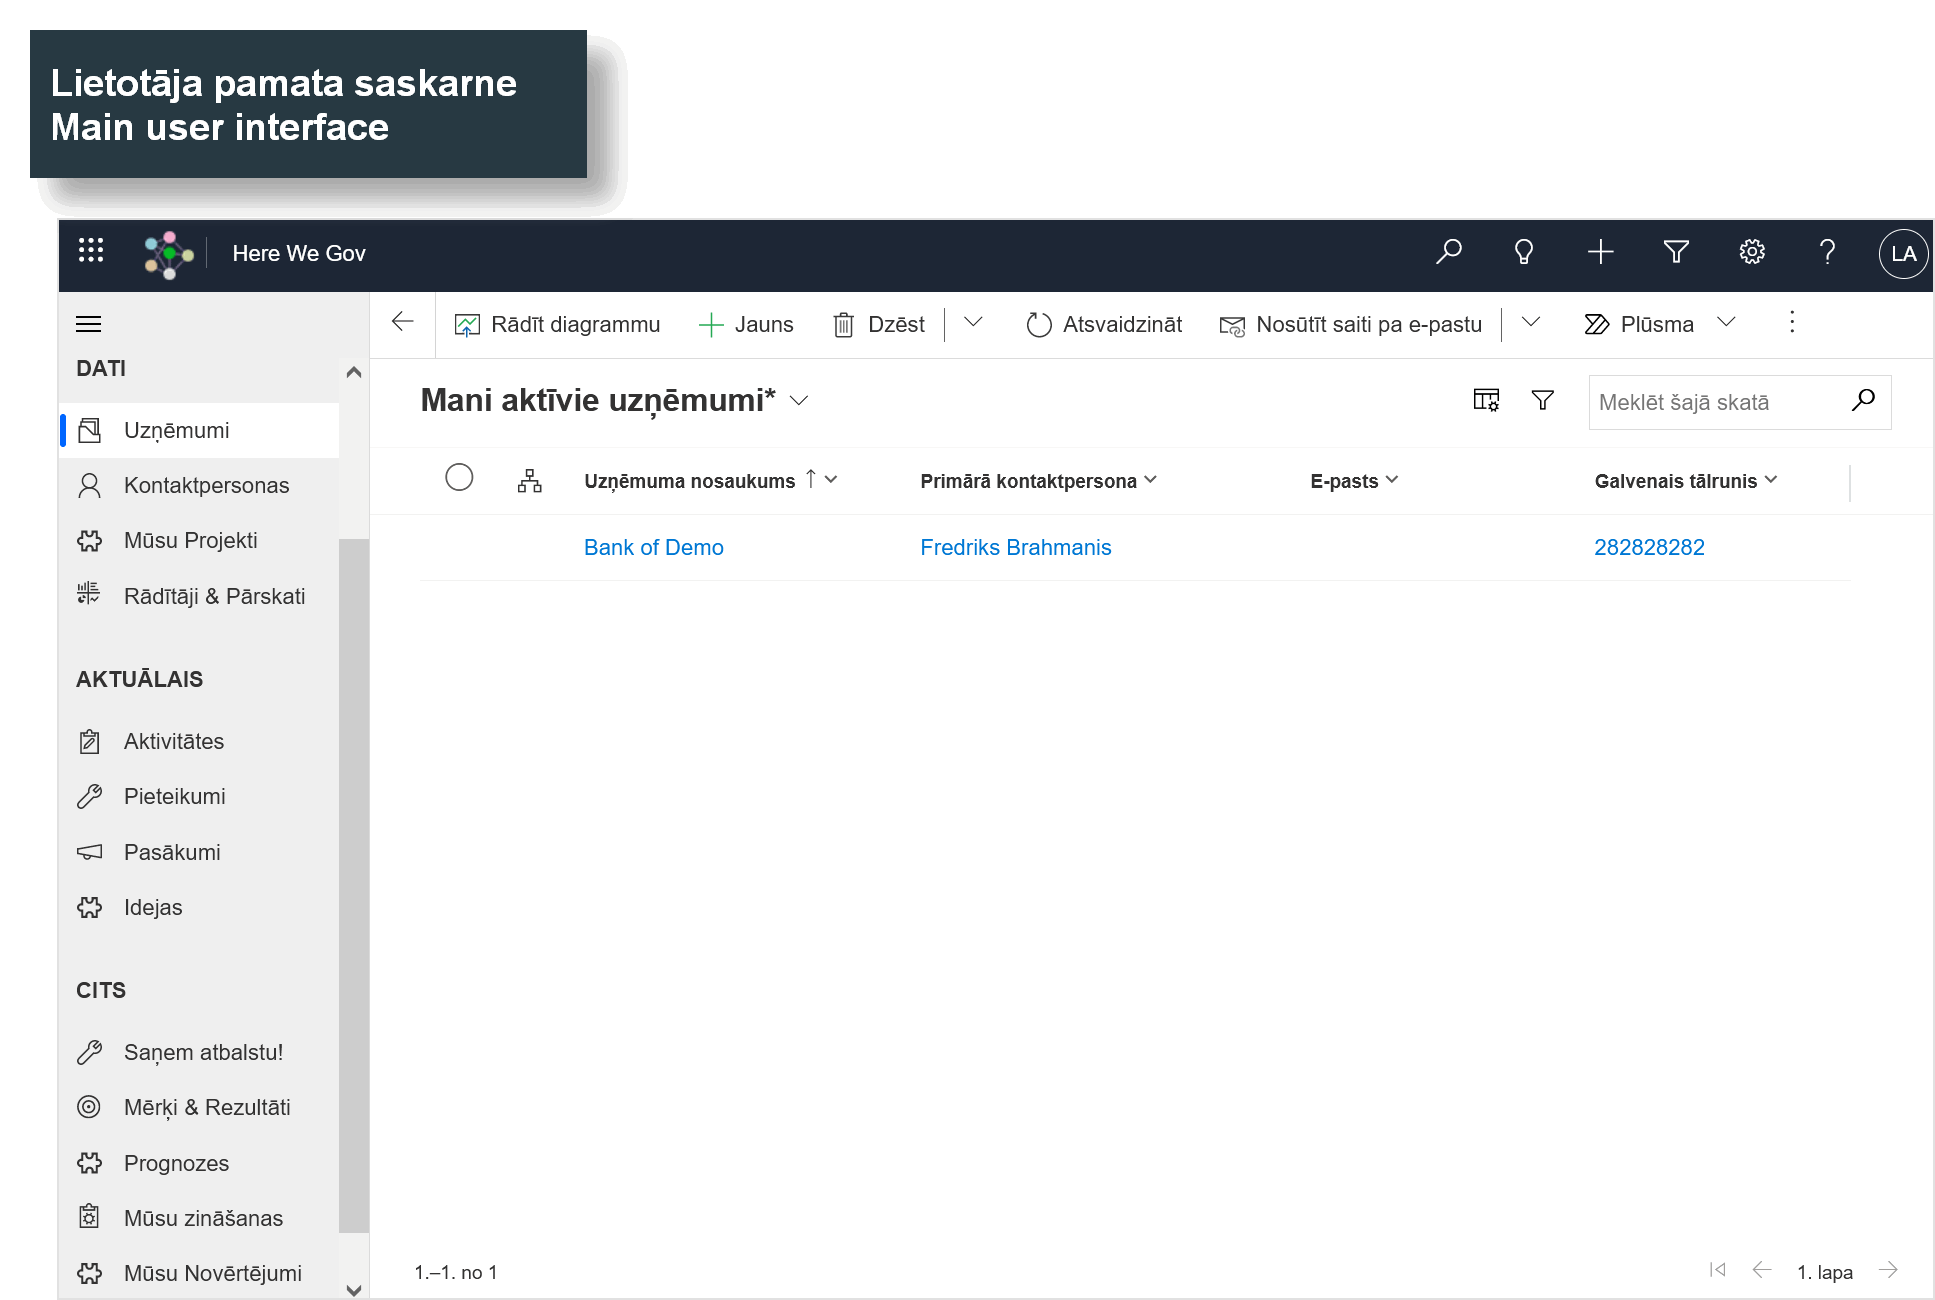 Lietotāja pamata saskarne
Main user interface
Here We Gov
LA
Rādīt diagrammu
Jauns
Dzēst
Atsvaidzināt
Nosūtīt saiti pa e-pastu
Plūsma
DATI
Uzņēmumi
Kontaktpersonas
Mūsu Projekti
Rādītāji & Pārskati
AKTUĀLAIS
Aktivitātes
Pieteikumi
Pasākumi
Idejas
CITS
Saņem atbalstu!
Mērķi & Rezultāti
Prognozes
Mūsu zināšanas
Mūsu Novērtējumi
Mani aktīvie uzņēmumi*
Meklēt šajā skatā
Uzņēmuma nosaukums Primārā kontaktpersona E-pasts Galvenais tālrunis
Bank of Demo Fredriks Brahmanis 282828282
1.–1. no 1
1. lapa